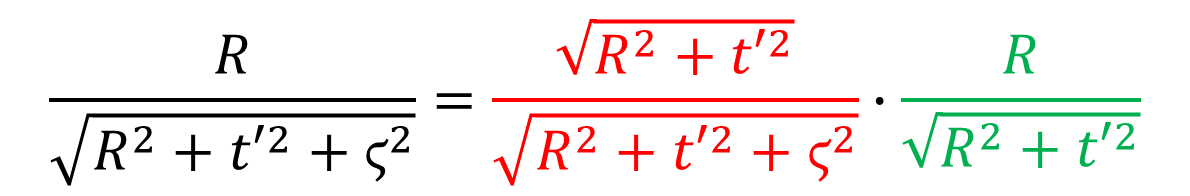 R/√(R² + t′² + ς²) = √(R² + t′²)/√(R² + t′² + ς²) · R/√(R² + t′²)